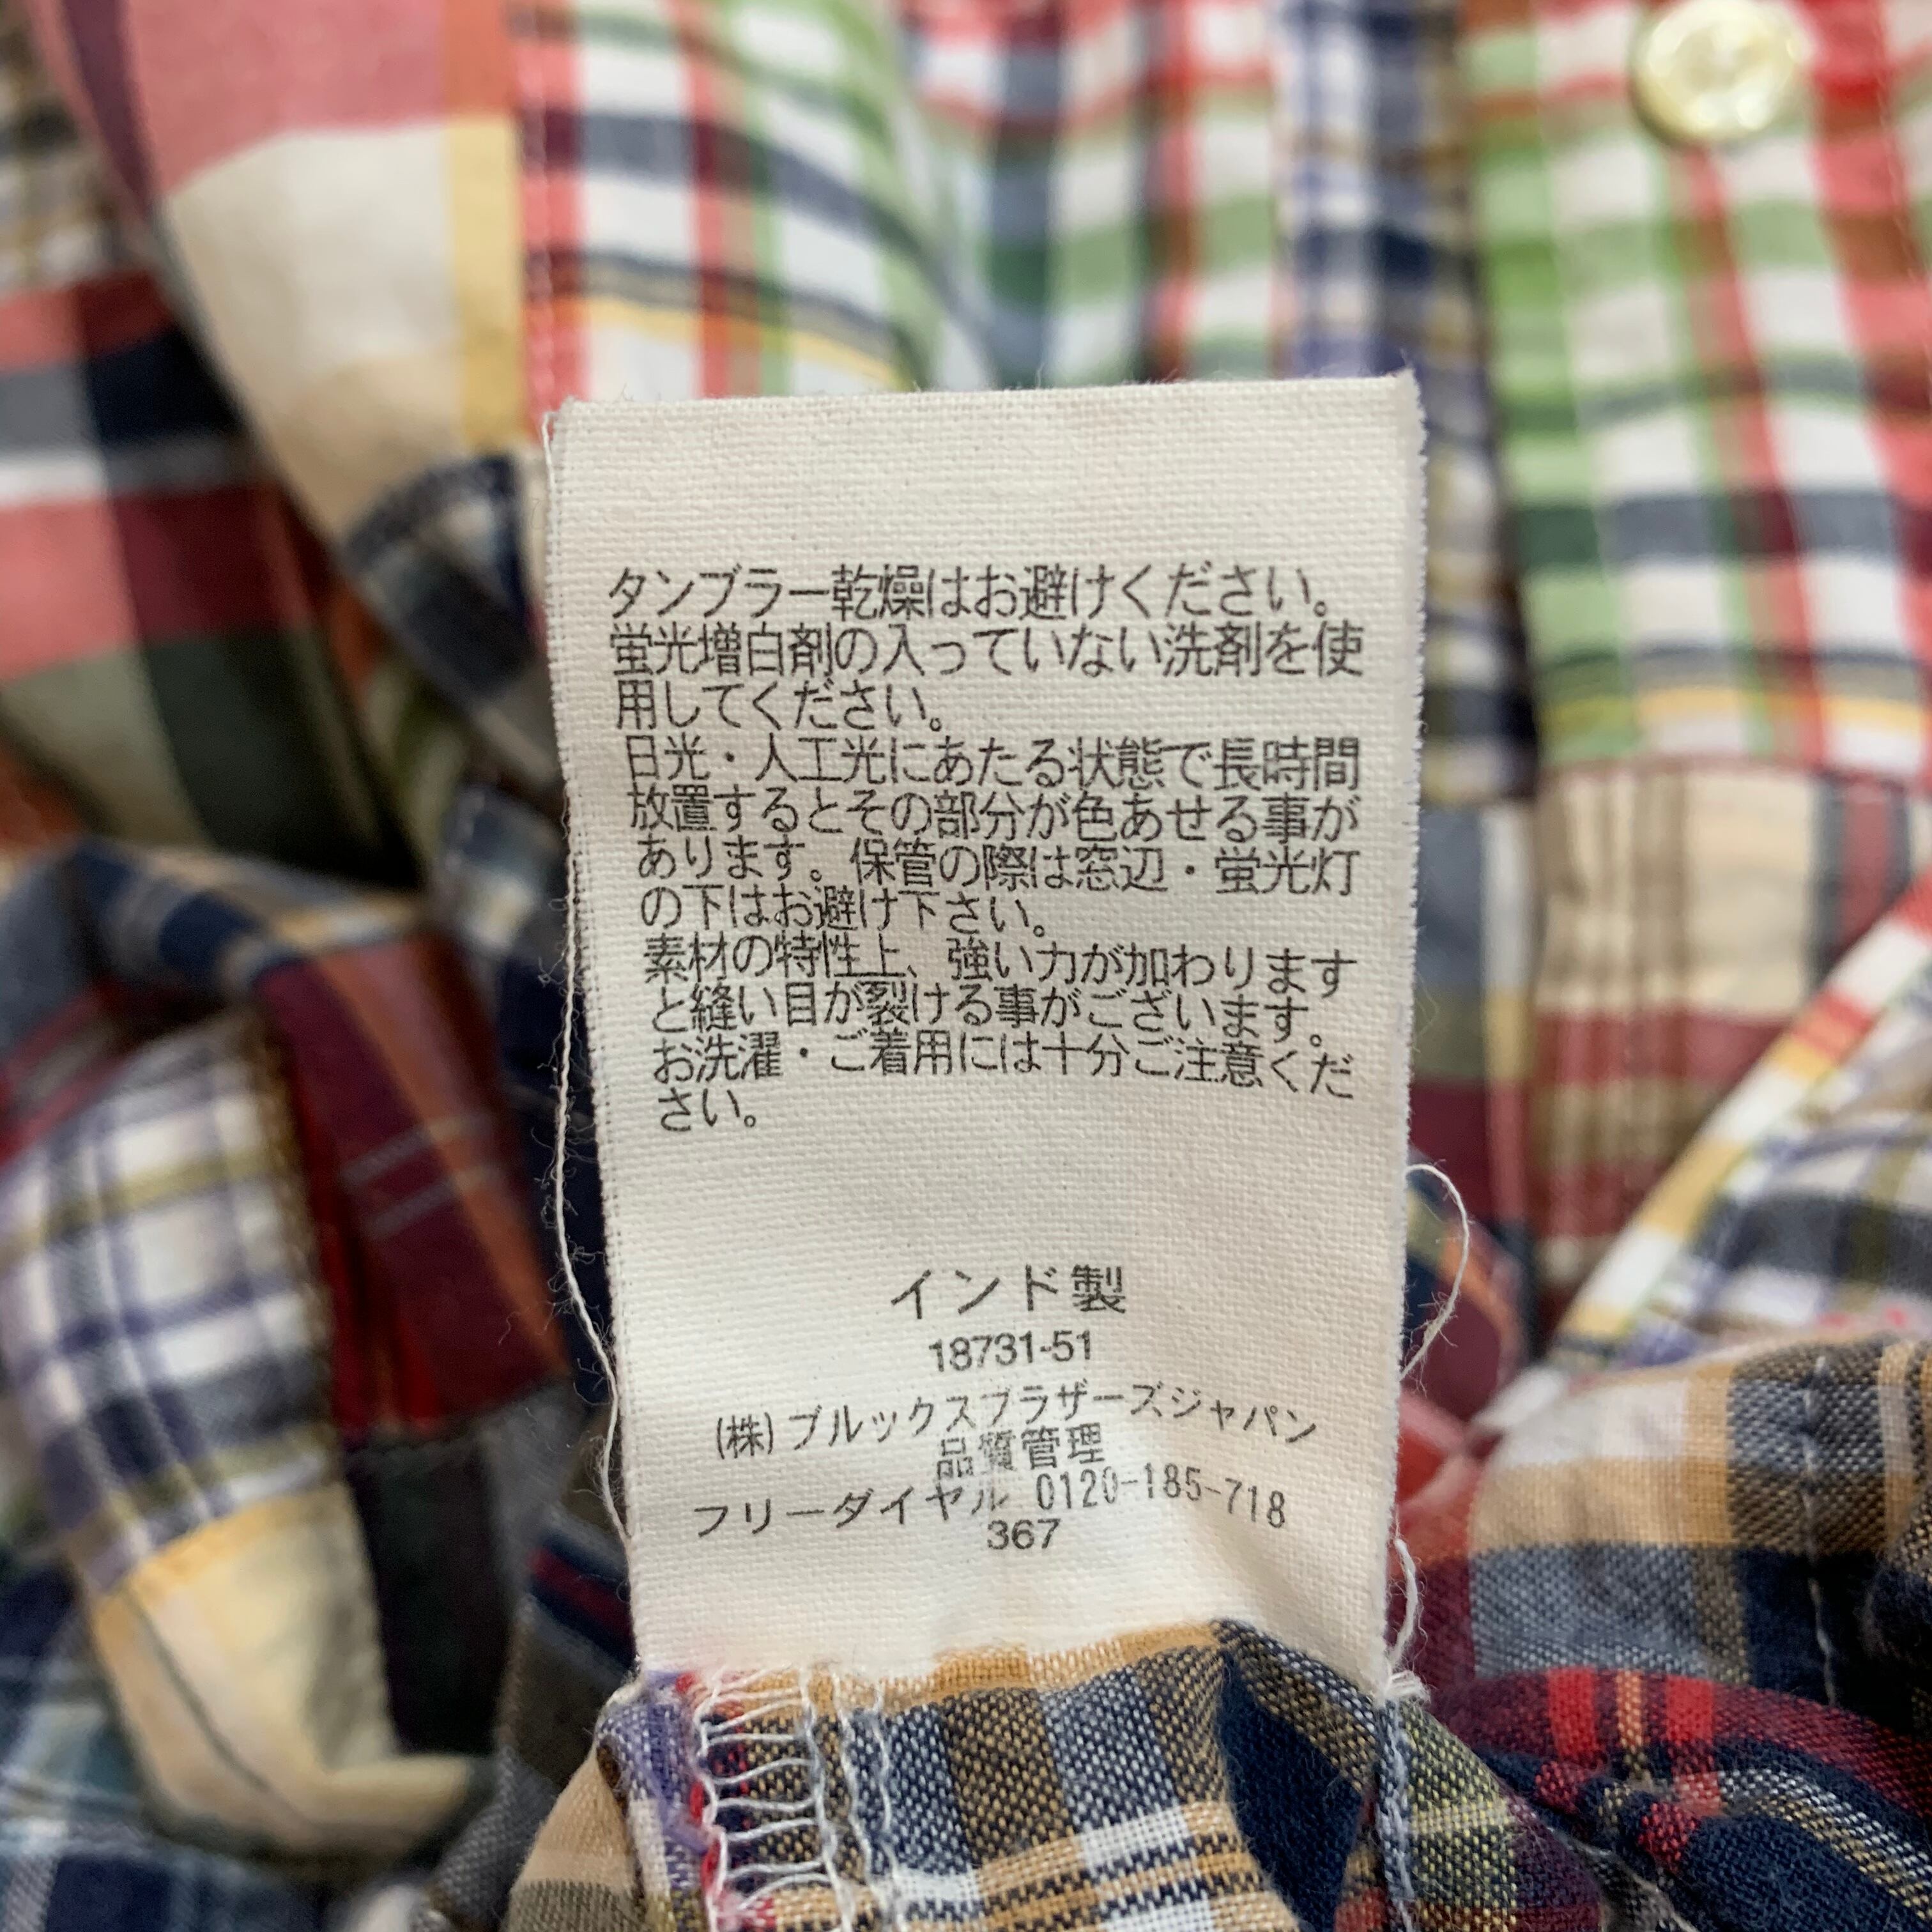 タンブラー乾燥はお避けください。
蛍光増白剤の入っていない洗剤を使
用してください。
日光・人工光にあたる状態で長時間
放置するとその部分が色あせる事が
あります。保管の際は窓辺・蛍光灯
の下はお避け下さい。
素材の特性上、強い力が加わります
と縫い目が裂ける事がございます。
お洗濯・ご着用には十分ご注意くだ
さい。
インド製
18731-51
(株)ブルックスブラザーズジャパン
品質管理
フリーダイヤル 0120-185-718
367